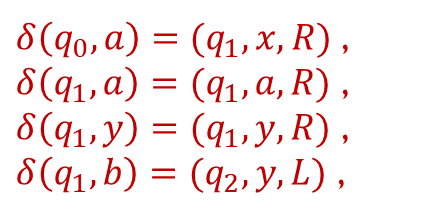 δ(q₀, a) = (q₁, x, R) ,
δ(q₁, a) = (q₁, a, R) ,
δ(q₁, y) = (q₁, y, R) ,
δ(q₁, b) = (q₂, y, L) ,